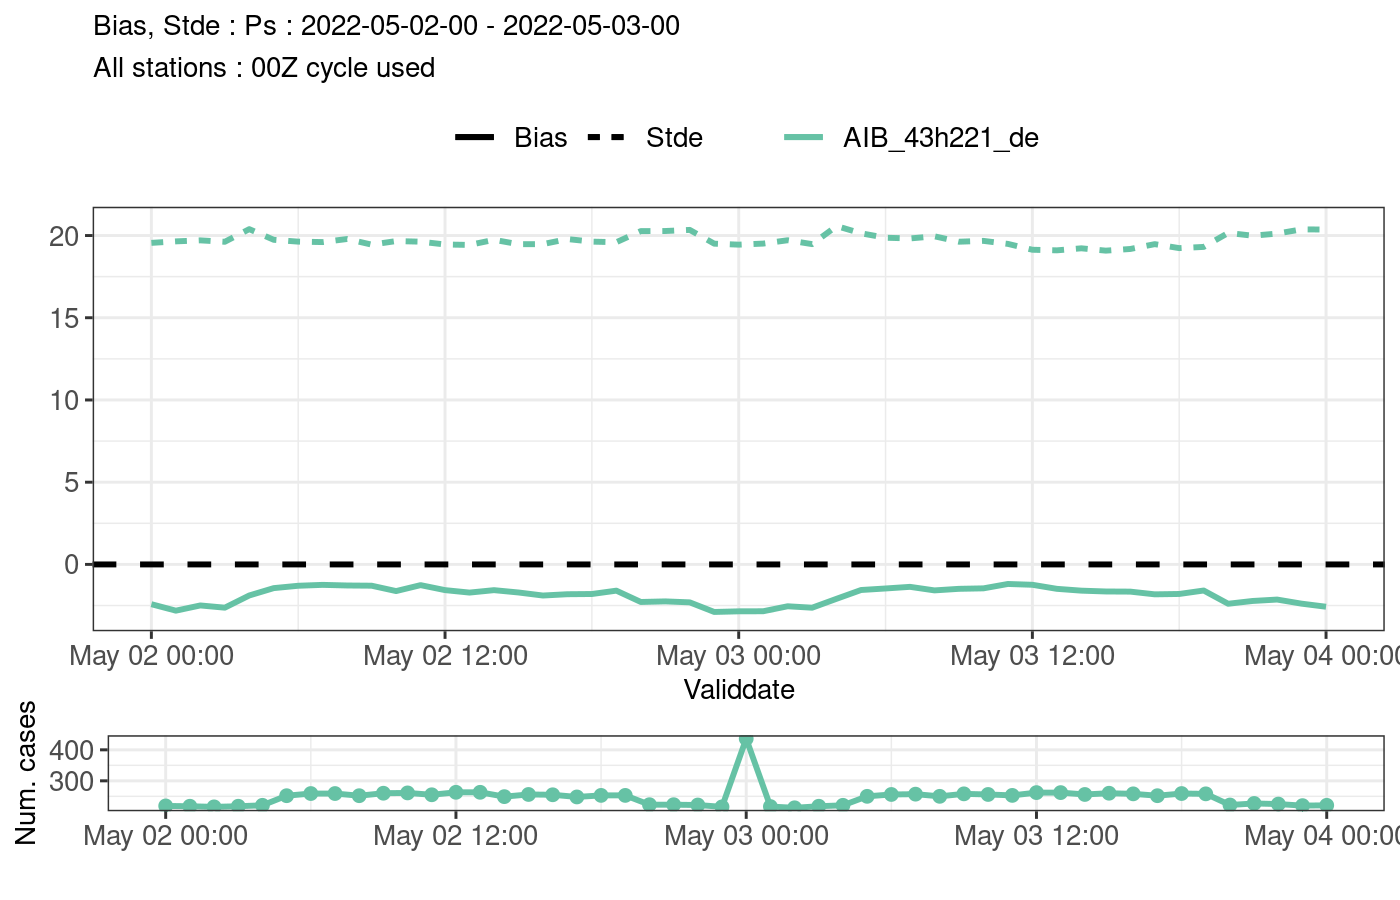 Bias, Stde : Ps : 2022-05-02-00 - 2022-05-03-00
All stations : 00Z cycle used
Bias Stde AIB_43h221_de
20
15
10
5
0
May 02 00:00 May 02 12:00 May 03 00:00 May 03 12:00 May 04 00:00
Validdate
Num. cases
400
300
May 02 00:00 May 02 12:00 May 03 00:00 May 03 12:00 May 04 00:00